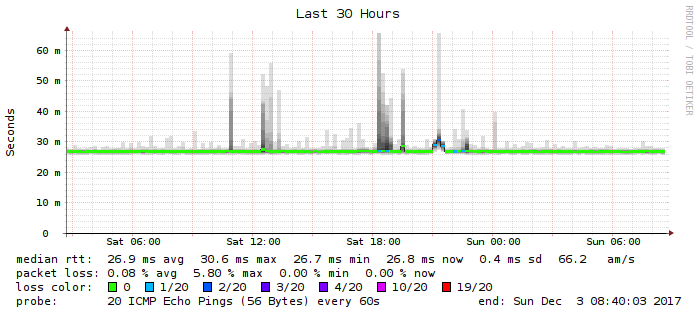 Last 30 Hours
RRDTOOL / TOBI OETIKER
Seconds
60 m
50 m
40 m
30 m
20 m
10 m
0
Sat 06:00 Sat 12:00 Sat 18:00 Sun 00:00 Sun 06:00
median rtt: 26.9 ms avg 30.6 ms max 26.7 ms min 26.8 ms now 0.4 ms sd 66.2 am/s
packet loss: 0.08 % avg 5.80 % max 0.00 % min 0.00 % now
loss color: 0 1/20 2/20 3/20 4/20 10/20 19/20
probe: 20 ICMP Echo Pings (56 Bytes) every 60s end: Sun Dec 3 08:40:03 2017